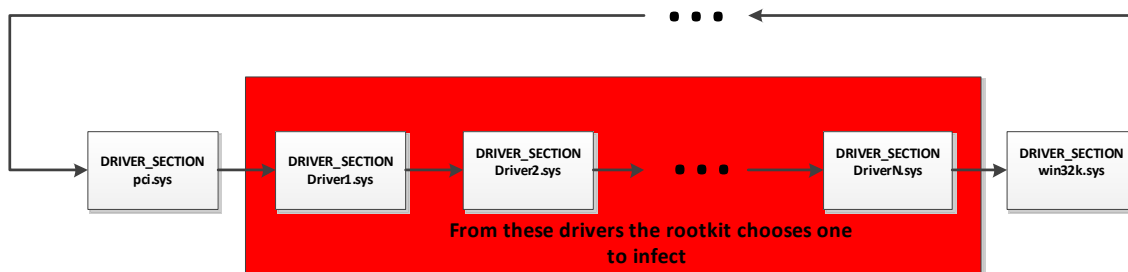 DRIVER_SECTION
pci.sys
DRIVER_SECTION
Driver1.sys
DRIVER_SECTION
Driver2.sys
DRIVER_SECTION
DriverN.sys
DRIVER_SECTION
win32k.sys
From these drivers the rootkit chooses one
to infect